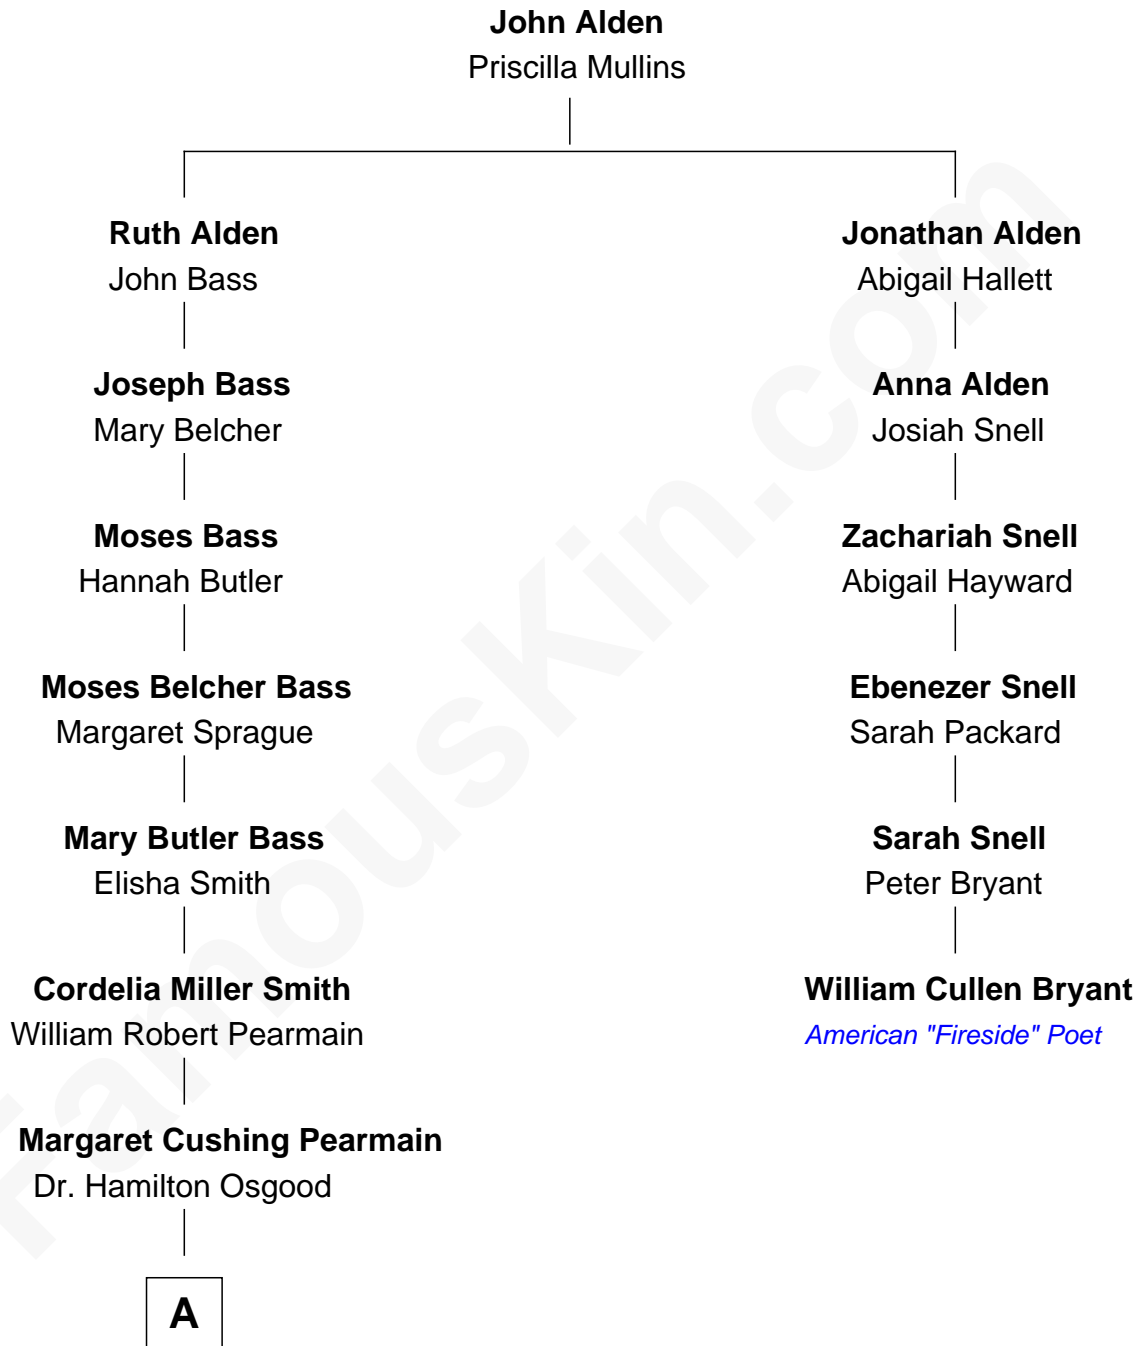 John Alden
Priscilla Mullins
Ruth Alden
John Bass
Jonathan Alden
Abigail Hallett
Joseph Bass
Mary Belcher
Anna Alden
Josiah Snell
Moses Bass
Hannah Butler
Zachariah Snell
Abigail Hayward
Moses Belcher Bass
Margaret Sprague
Ebenezer Snell
Sarah Packard
Mary Butler Bass
Elisha Smith
Sarah Snell
Peter Bryant
Cordelia Miller Smith
William Robert Pearmain
William Cullen Bryant
American "Fireside" Poet
Margaret Cushing Pearmain
Dr. Hamilton Osgood
A
FamousKin.com